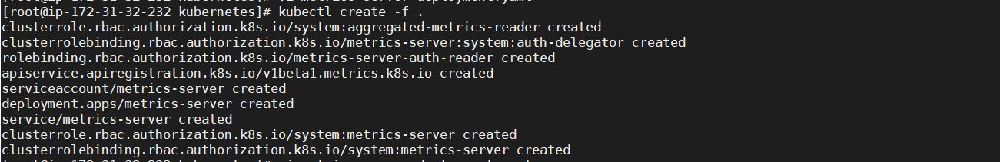 [root@ip-172-31-32-232 kubernetes]# kubectl create -f .
clusterrole.rbac.authorization.k8s.io/system:aggregated-metrics-reader created
clusterrolebinding.rbac.authorization.k8s.io/metrics-server:system:auth-delegator created
rolebinding.rbac.authorization.k8s.io/metrics-server-auth-reader created
apiservice.apiregistration.k8s.io/v1beta1.metrics.k8s.io created
serviceaccount/metrics-server created
deployment.apps/metrics-server created
service/metrics-server created
clusterrole.rbac.authorization.k8s.io/system:metrics-server created
clusterrolebinding.rbac.authorization.k8s.io/system:metrics-server created